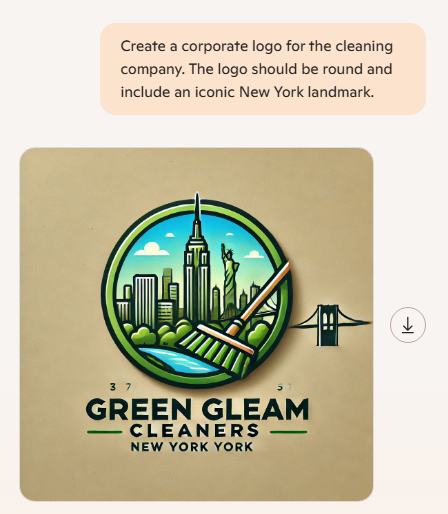 Create a corporate logo for the cleaning
company. The logo should be round and
include an iconic New York landmark.
3 7
GREEN GLEAM
CLEANERS
NEW YORK YORK